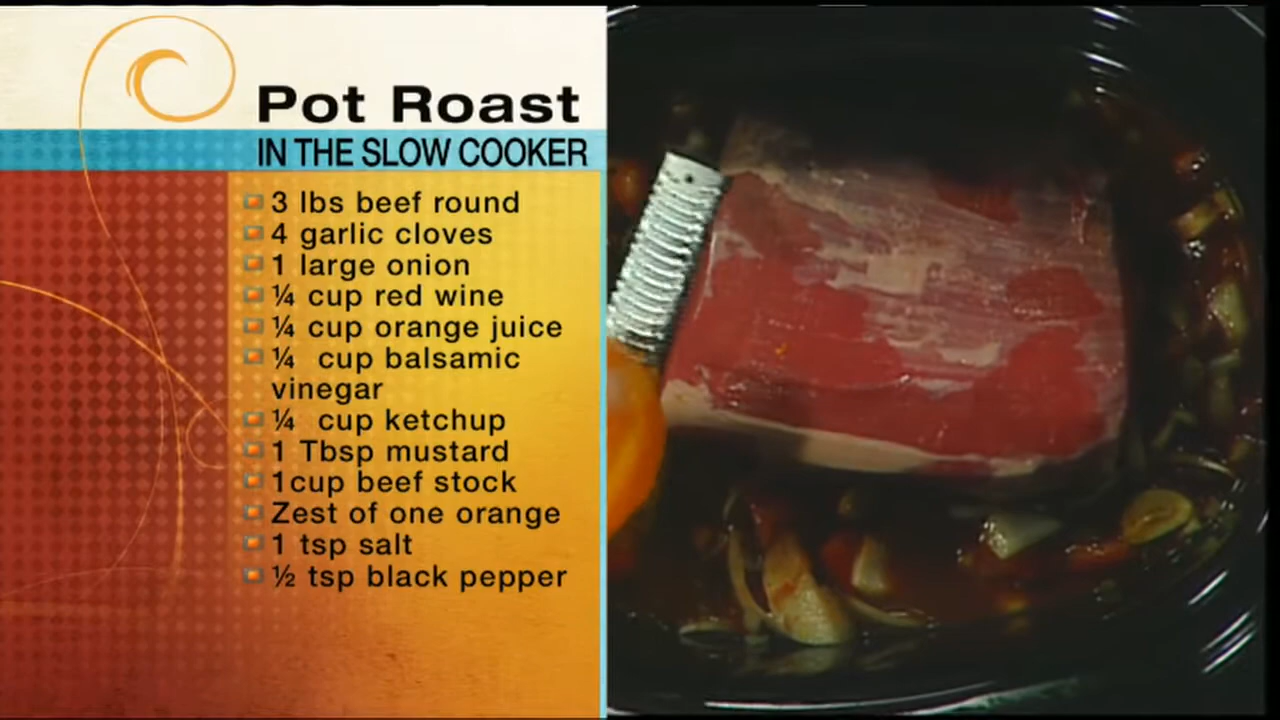 Pot Roast
IN THE SLOW COOKER
3 lbs beef round
4 garlic cloves
1 large onion
¼ cup red wine
¼ cup orange juice
¼ cup balsamic
vinegar
¼ cup ketchup
1 Tbsp mustard
1cup beef stock
Zest of one orange
1 tsp salt
½ tsp black pepper